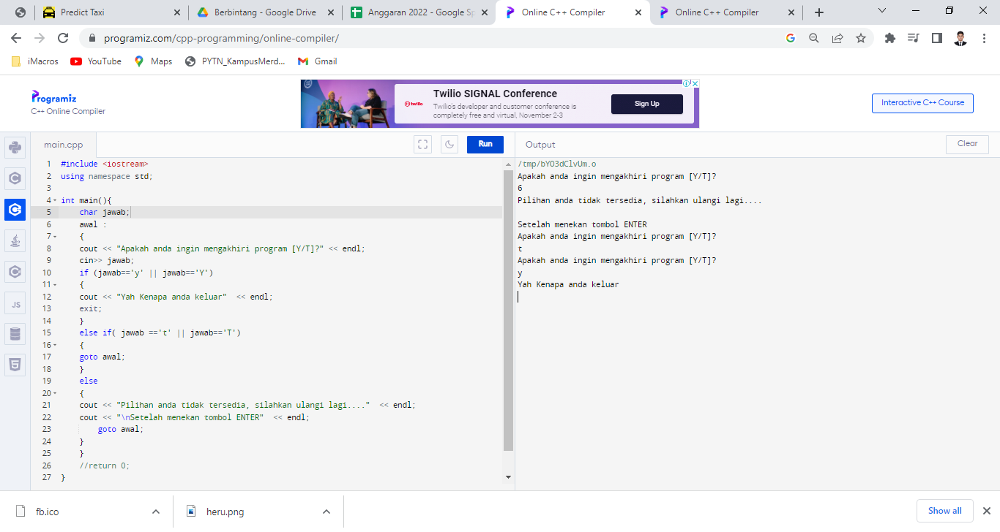 Predict Taxi
Berbintang - Google Drive
Anggaran 2022 - Google Sp
Online C++ Compiler
Online C++ Compiler
programiz.com/cpp-programming/online-compiler/
iMacros
YouTube
Maps
PYTN_KampusMerd...
Gmail
Programiz
C++ Online Compiler
twilio
Twilio SIGNAL Conference
Twilio's developer and customer conference is
completely free and virtual, November 2-3
Sign Up
Interactive C++ Course
main.cpp
Run
Output
Clear
1 #include <iostream>
2 using namespace std;
3
4 int main(){
5 char jawab;
6 awal :
7 {
8 cout << "Apakah anda ingin mengakhiri program [Y/T]?" << endl;
9 cin>> jawab;
10 if (jawab=='y' || jawab=='Y')
11 {
12 cout << "Yah Kenapa anda keluar"  << endl;
13 exit;
14 }
15 else if( jawab =='t' || jawab=='T')
16 {
17 goto awal;
18 }
19 else
20 {
21 cout << "Pilihan anda tidak tersedia, silahkan ulangi lagi...."  << endl;
22 cout << "\nSetelah menekan tombol ENTER"  << endl;
23 goto awal;
24 }
25 }
26 //return 0;
27 }
/tmp/bYO3dClvUm.o
Apakah anda ingin mengakhiri program [Y/T]?
6
Pilihan anda tidak tersedia, silahkan ulangi lagi....
Setelah menekan tombol ENTER
Apakah anda ingin mengakhiri program [Y/T]?
t
Apakah anda ingin mengakhiri program [Y/T]?
y
Yah Kenapa anda keluar
JS
fb.ico
heru.png
Show all